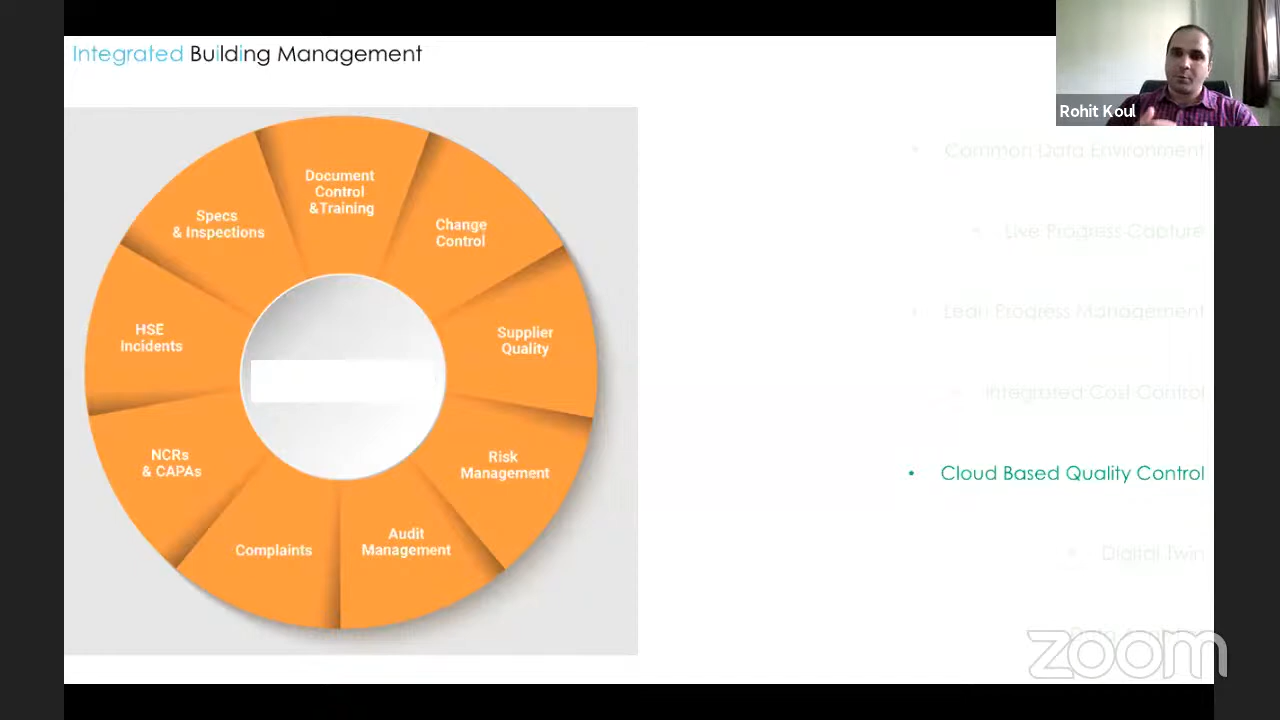 Integrated Building Management
Rohit Koul
Document
Control
&Training
Change
Control
Specs
& Inspections
Supplier
Quality
HSE
Incidents
Risk
Management
NCRs
& CAPAs
Audit
Management
Complaints
• Common Data Environment
• Live Progress Capture
• Lean Progress Management
Integrated Cost Control
• Cloud Based Quality Control
• Digital Twin
zoom